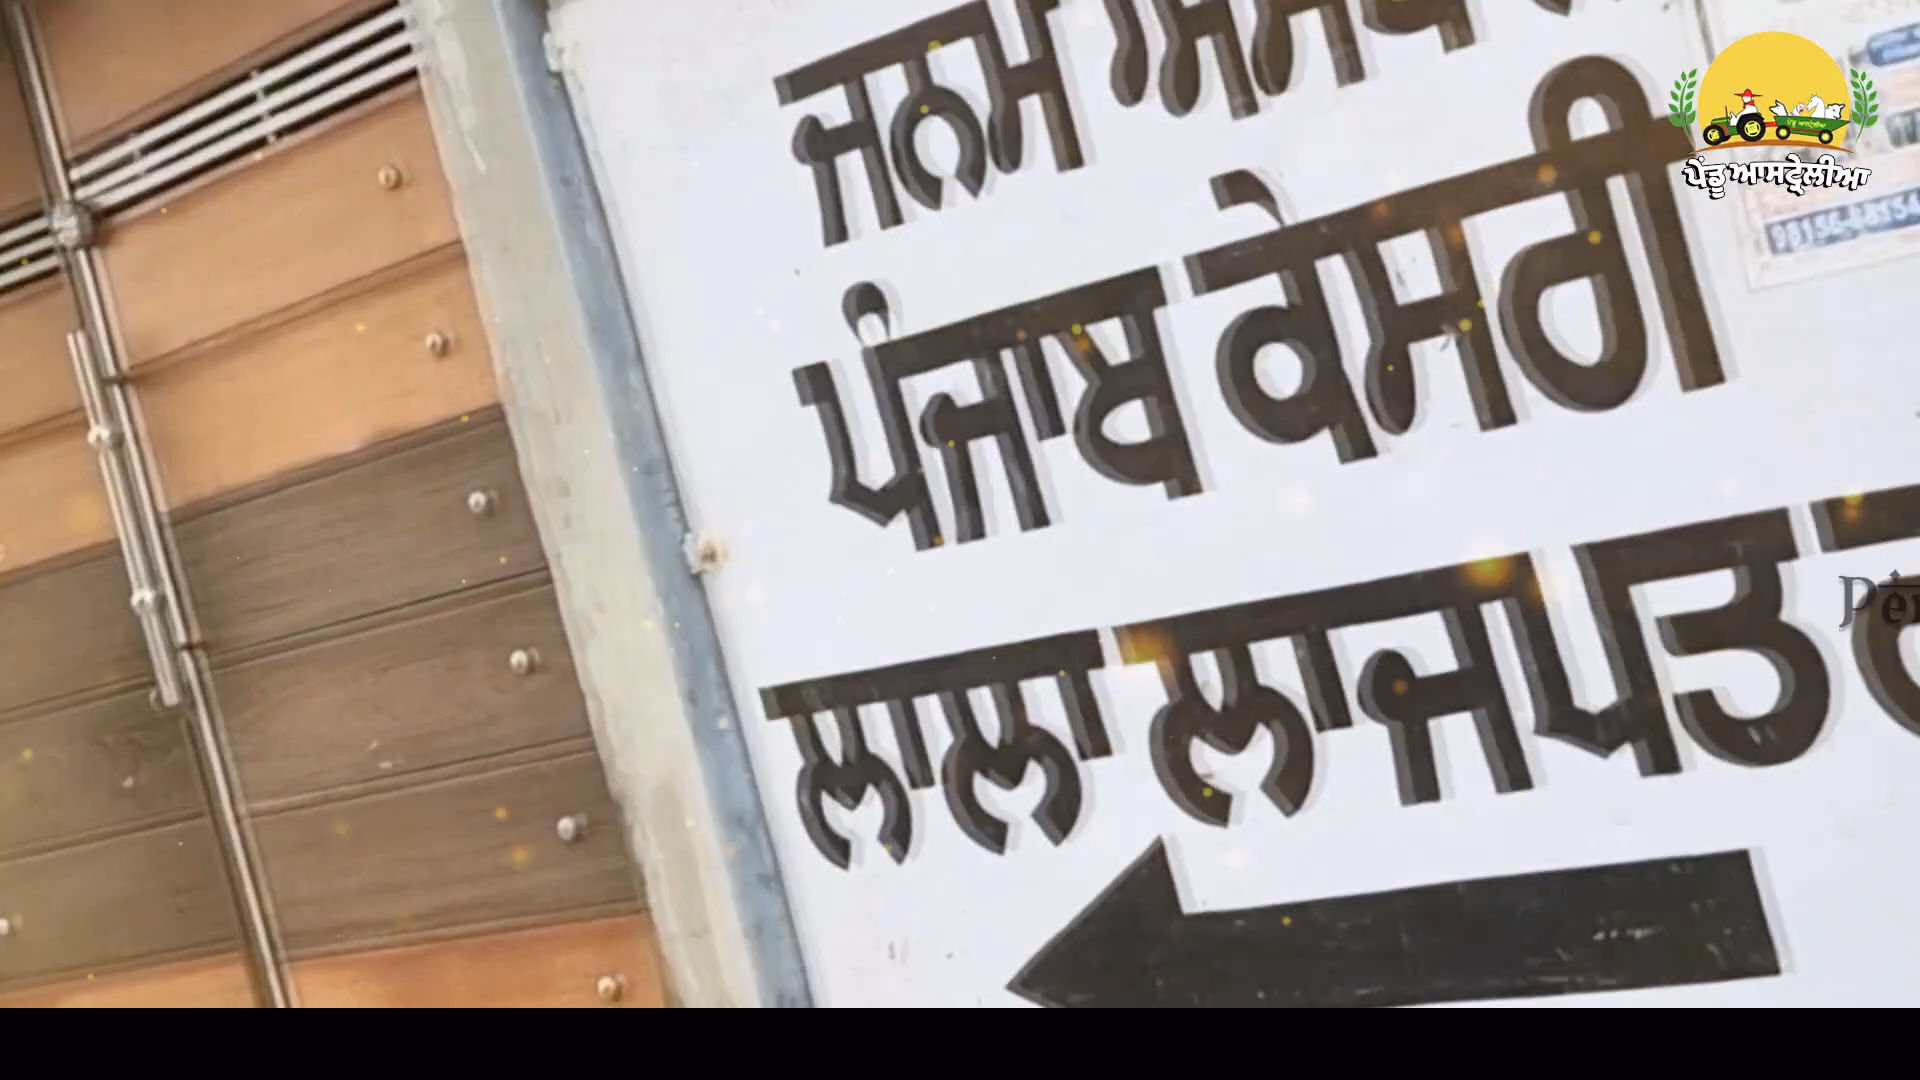 ਜਨਮ
ਪੰਜਾਬ ਕੇਸਰੀ
ਲਾਲਾ ਲਾਜਪਤ
ਪੇਂਡੂ ਆਸਟ੍ਰੇਲੀਆ